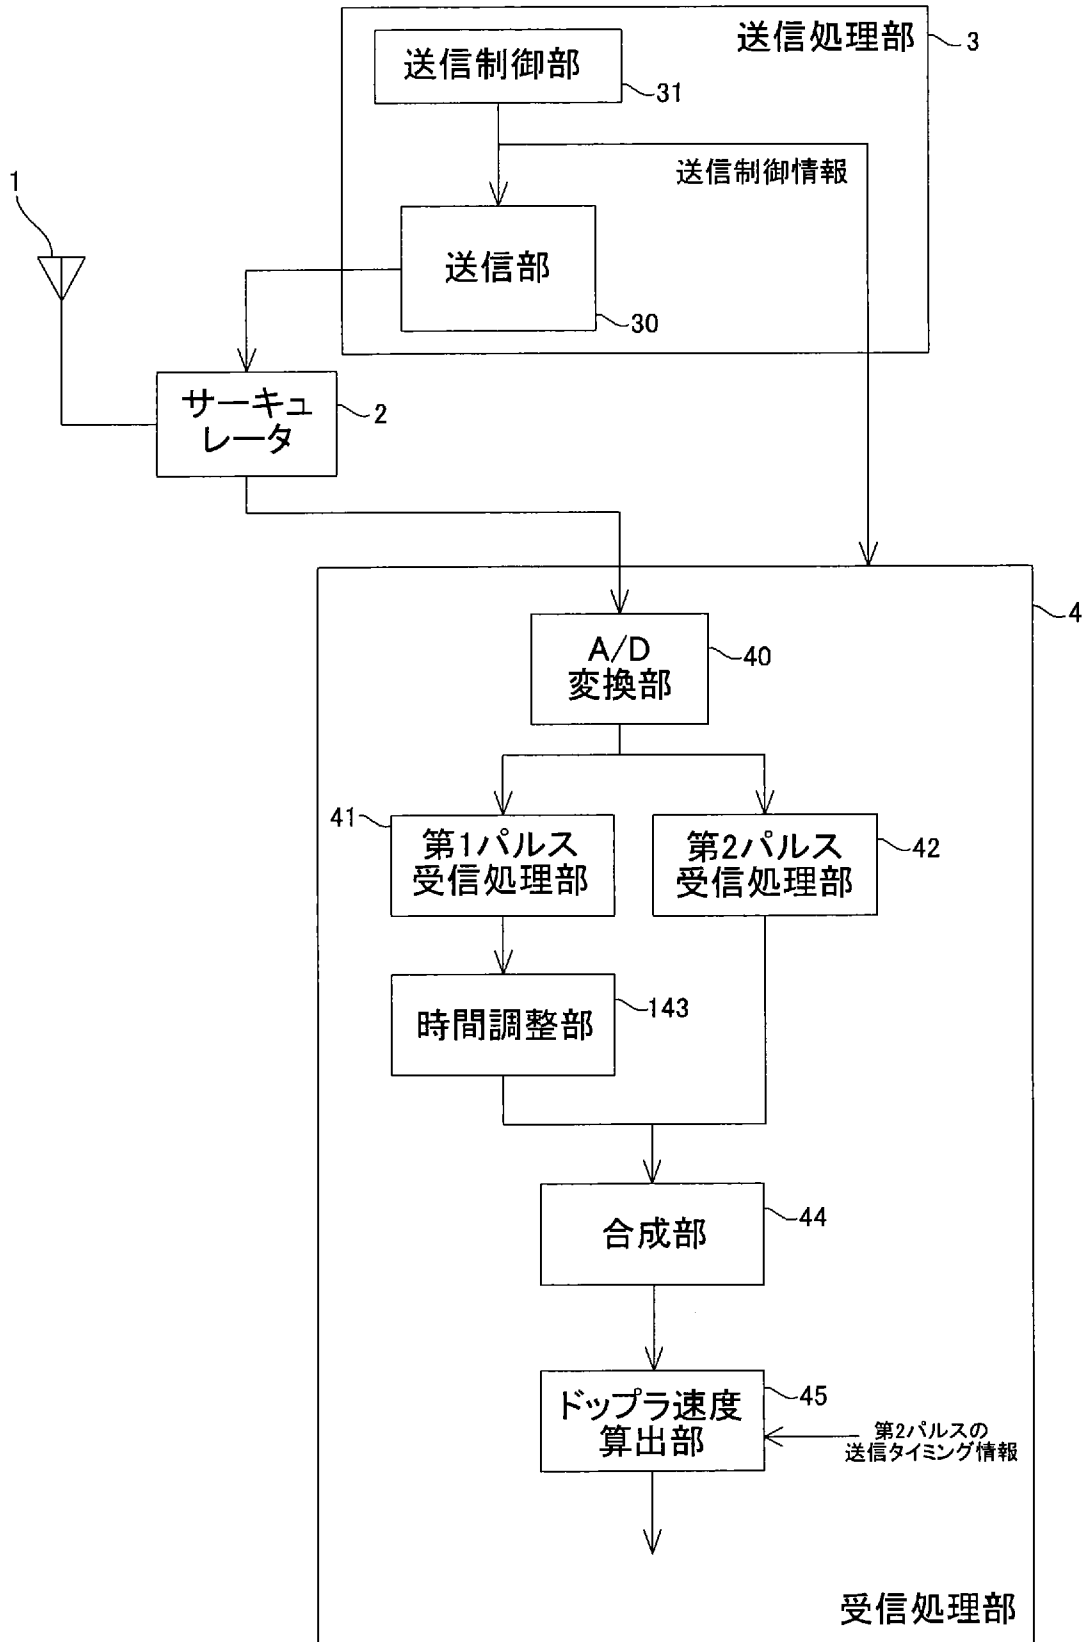 送信処理部
3
送信制御部
31
送信制御情報
1
送信部
30
サーキュ
レータ
2
4
A/D
変換部
40
41
第1パルス
受信処理部
第2パルス
受信処理部
42
時間調整部
143
合成部
44
ドップラ速度
算出部
45
第2パルスの
送信タイミング情報
受信処理部